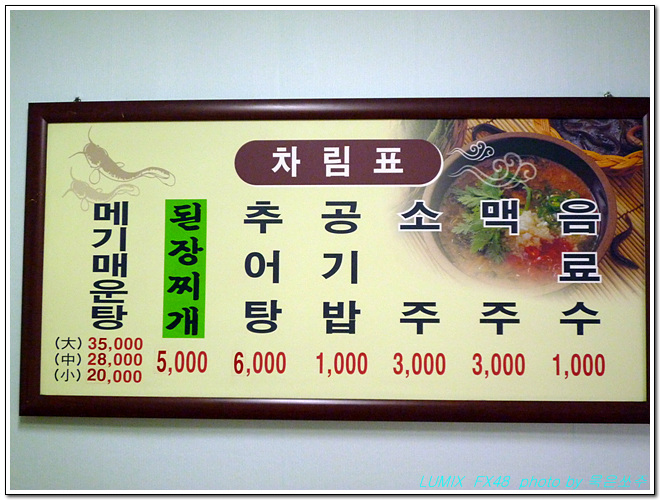 차림표
메기매운탕
(大) 35,000
(中) 28,000
(小) 20,000
된장찌개
5,000
추어탕
6,000
공기밥
1,000
소주
3,000
맥주
3,000
음료수
1,000
LUMIX FX48 photo by